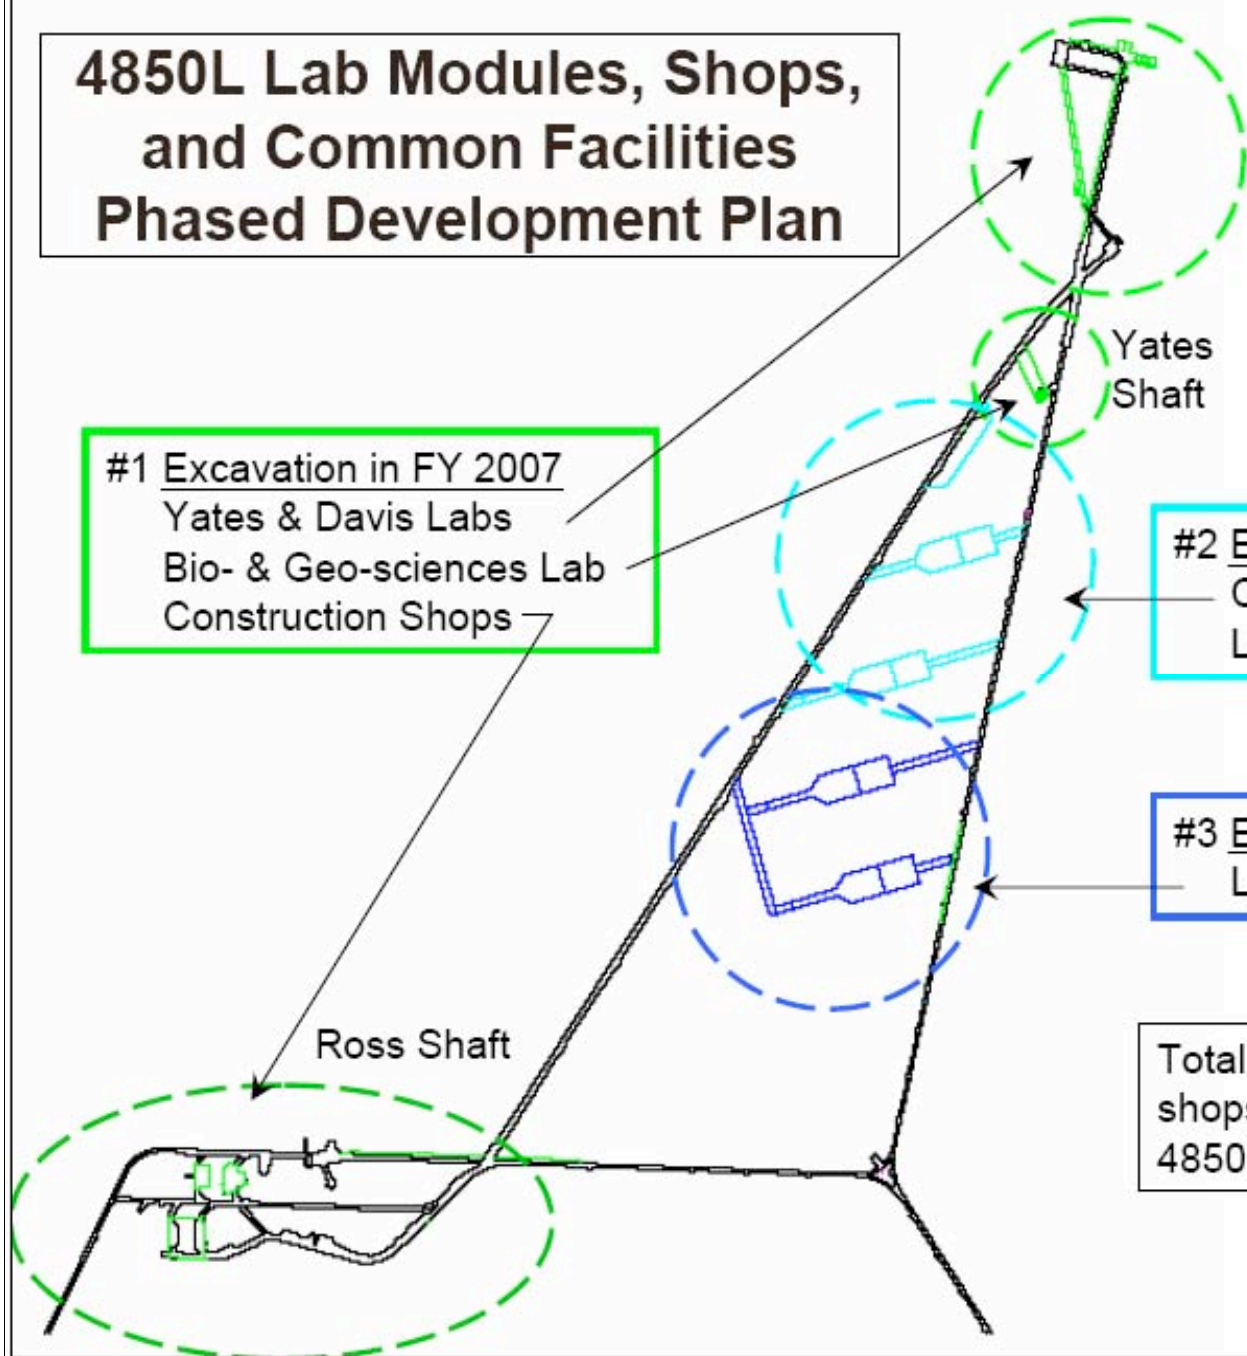 4850L Lab Modules, Shops,
and Common Facilities
Phased Development Plan
Yates
Shaft
#1 Excavation in FY 2007
Yates & Davis Labs
Bio- & Geo-sciences Lab
Construction Shops
#2
#3
Ross Shaft
Total
shops
4850